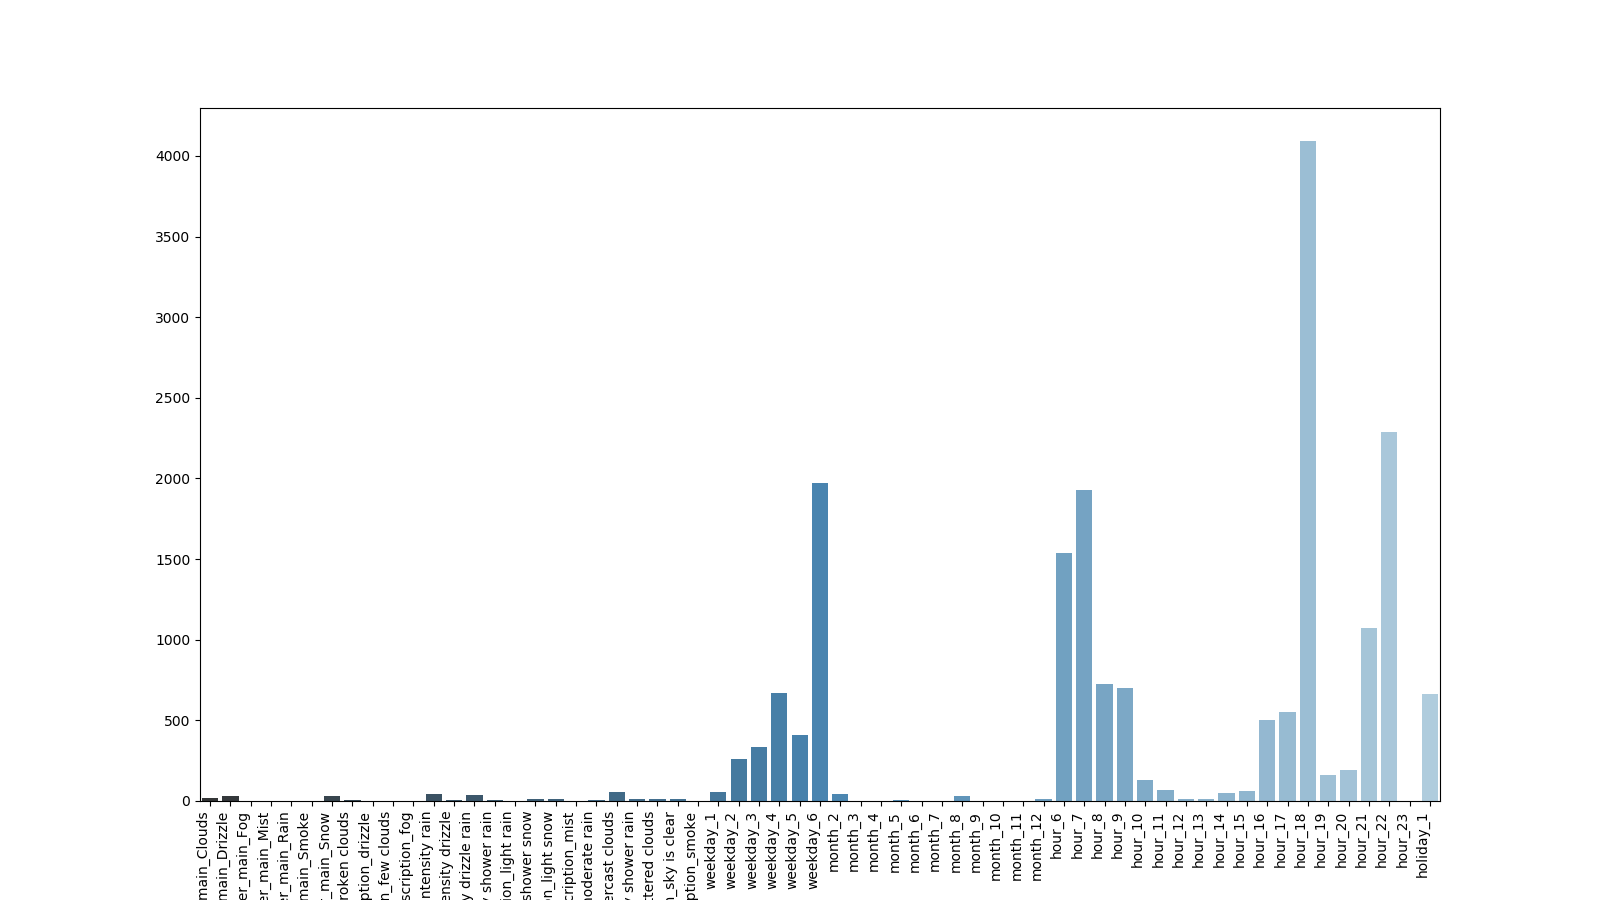 4000
3500
3000
2500
2000
1500
1000
500
0
main_Clouds
main_Drizzle
er_main_Fog
er_main_Mist
er_main_Rain
main_Smoke
r_main_Snow
roken clouds
ption_drizzle
n_few clouds
scription_fog
ntensity rain
ensity drizzle
y drizzle rain
y shower rain
ion_light rain
shower snow
on_light snow
cription_mist
noderate rain
ercast clouds
y shower rain
ttered clouds
n_sky is clear
ption_smoke
weekday_1
weekday_2
weekday_3
weekday_4
weekday_5
weekday_6
month_2
month_3
month_4
month_5
month_6
month_7
month_8
month_9
month_10
month_11
month_12
hour_6
hour_7
hour_8
hour_9
hour_10
hour_11
hour_12
hour_13
hour_14
hour_15
hour_16
hour_17
hour_18
hour_19
hour_20
hour_21
hour_22
hour_23
holiday_1